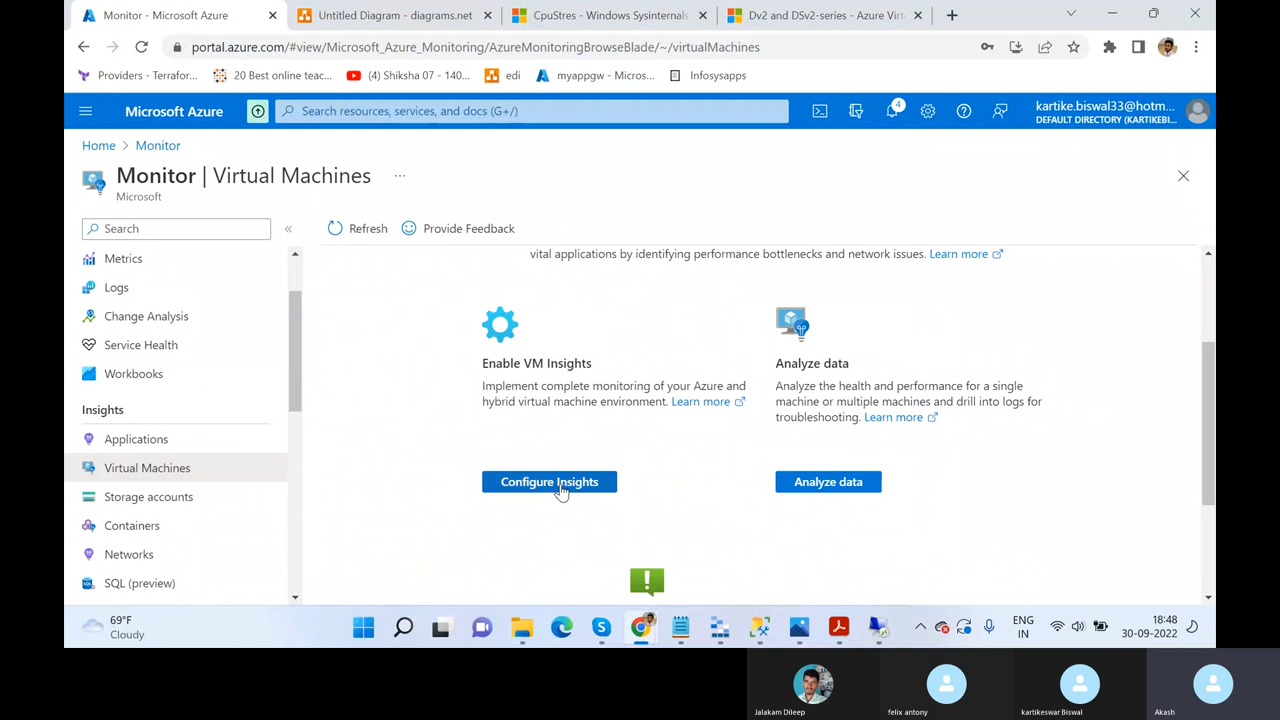 Monitor - Microsoft Azure
Untitled Diagram - diagrams.net
CpuStres - Windows Sysinternals
Dv2 and DSv2-series - Azure Virt
portal.azure.com/#view/Microsoft_Azure_Monitoring/AzureMonitoringBrowseBlade/~/virtualMachines
Providers - Terrafor...
20 Best online teac...
(4) Shiksha 07 - 140...
edi
myappgw - Micros...
Infosysapps
Microsoft Azure
Search resources, services, and docs (G+/)
4
kartike.biswal33@hotm...
DEFAULT DIRECTORY (KARTIKEBI...
Home > Monitor
Monitor | Virtual Machines ...
Microsoft
Search
«
Refresh
Provide Feedback
Metrics
Logs
Change Analysis
Service Health
Workbooks
Insights
Applications
Virtual Machines
Storage accounts
Containers
Networks
SQL (preview)
vital applications by identifying performance bottlenecks and network issues. Learn more
Enable VM Insights
Implement complete monitoring of your Azure and
hybrid virtual machine environment. Learn more
Configure Insights
Analyze data
Analyze the health and performance for a single
machine or multiple machines and drill into logs for
troubleshooting. Learn more
Analyze data
69°F
Cloudy
ENG
IN
18:48
30-09-2022
Jalakam Dileep
felix antony
kartikeswar Biswal
Akash